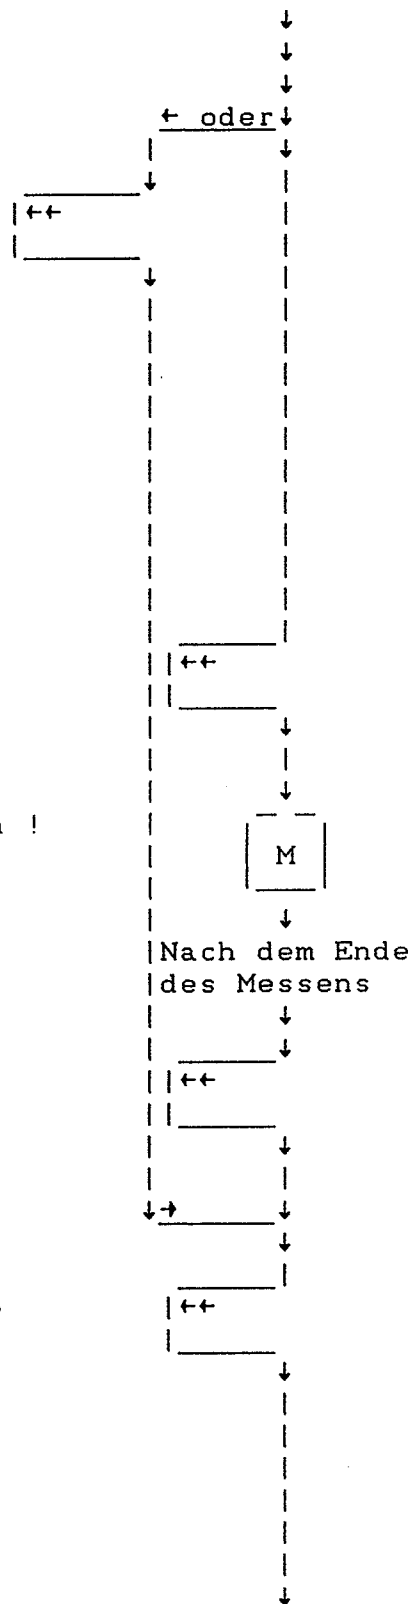 ← oder
←←
←←
n !
M
Nach dem Ende
des Messens
←←
→
←←